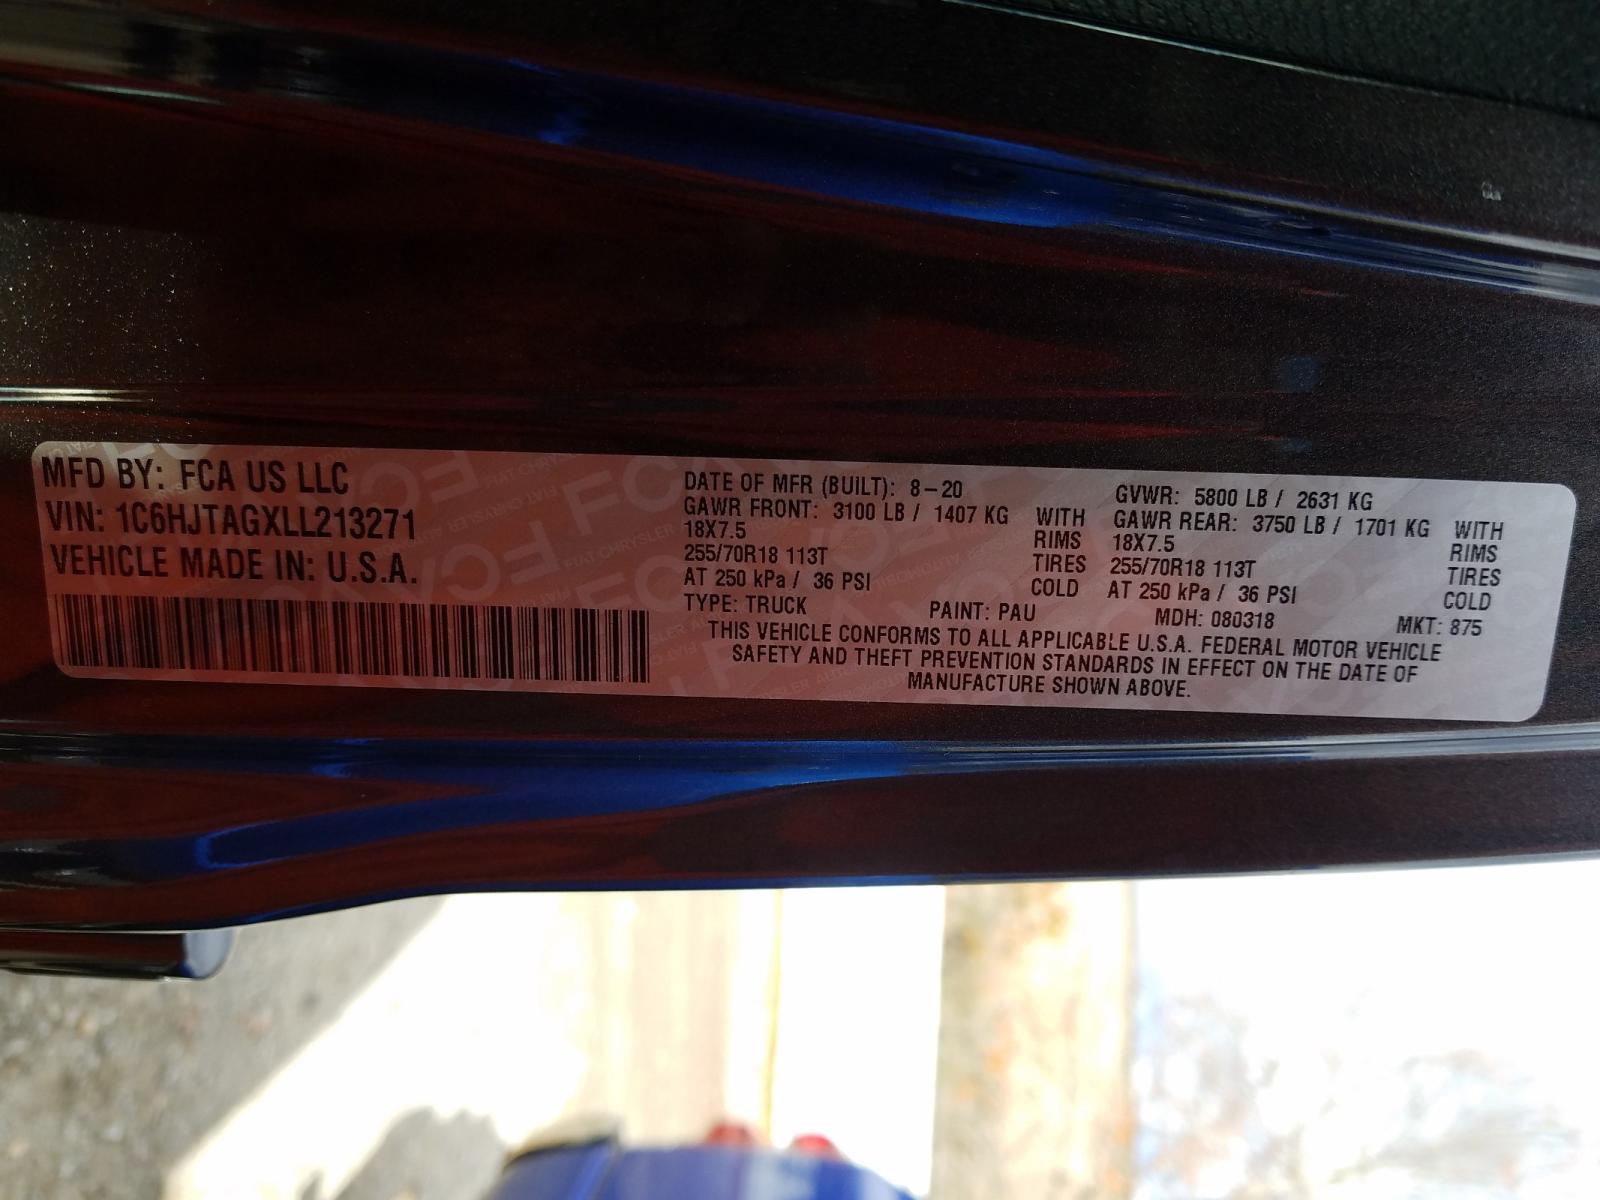 MFD BY: FCA US LLC
VIN: 1C6HJTAGXLL213271
VEHICLE MADE IN: U.S.A.
DATE OF MFR (BUILT): 8-20
GVWR: 5800 LB / 2631 KG
GAWR FRONT: 3100 LB / 1407 KG WITH
18X7.5 RIMS
255/70R18 113T TIRES
AT 250 kPa / 36 PSI COLD
GAWR REAR: 3750 LB / 1701 KG WITH
18X7.5 RIMS
255/70R18 113T TIRES
AT 250 kPa / 36 PSI COLD
TYPE: TRUCK PAINT: PAU MDH: 080318 MKT: 875
THIS VEHICLE CONFORMS TO ALL APPLICABLE U.S.A. FEDERAL MOTOR VEHICLE
SAFETY AND THEFT PREVENTION STANDARDS IN EFFECT ON THE DATE OF
MANUFACTURE SHOWN ABOVE.